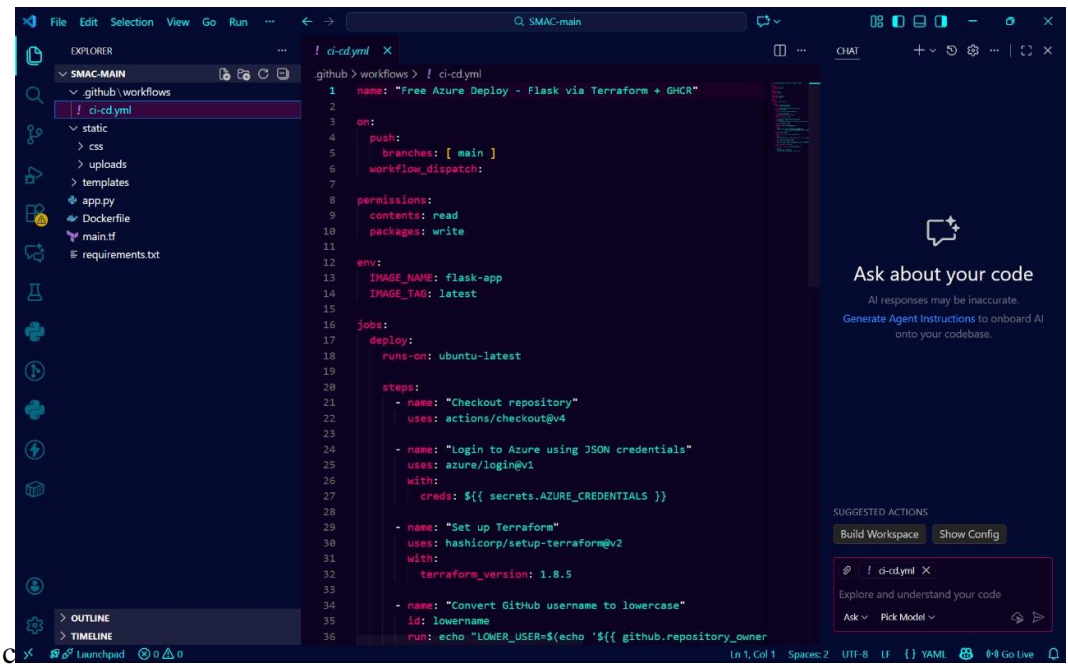 File Edit Selection View Go Run ... SMAC-main
EXPLORER ...
SMAC-MAIN
.github\workflows
! ci-cd.yml
static
css
uploads
templates
app.py
Dockerfile
main.tf
requirements.txt
OUTLINE
TIMELINE
! ci-cd.yml
.github > workflows > ! ci-cd.yml
1 name: "Free Azure Deploy - Flask via Terraform + GHCR"
2
3 on:
4 push:
5 branches: [ main ]
6 workflow_dispatch:
7
8 permissions:
9 contents: read
10 packages: write
11
12 env:
13 IMAGE_NAME: flask-app
14 IMAGE_TAG: latest
15
16 jobs:
17 deploy:
18 runs-on: ubuntu-latest
19
20 steps:
21 - name: "Checkout repository"
22 uses: actions/checkout@v4
23
24 - name: "Login to Azure using JSON credentials"
25 uses: azure/login@v1
26 with:
27 creds: ${{ secrets.AZURE_CREDENTIALS }}
28
29 - name: "Set up Terraform"
30 uses: hashicorp/setup-terraform@v2
31 with:
32 terraform_version: 1.8.5
33
34 - name: "Convert GitHub username to lowercase"
35 id: lowername
36 run: echo "LOWER_USER=$(echo '${{ github.repository_owner
CHAT
Ask about your code
AI responses may be inaccurate.
Generate Agent Instructions to onboard AI
onto your codebase.
SUGGESTED ACTIONS
Build Workspace Show Config
! ci-cd.yml
Explore and understand your code
Ask Pick Model
c
Launchpad 0 0 Ln 1, Col 1 Spaces: 2 UTF-8 LF {} YAML Go Live